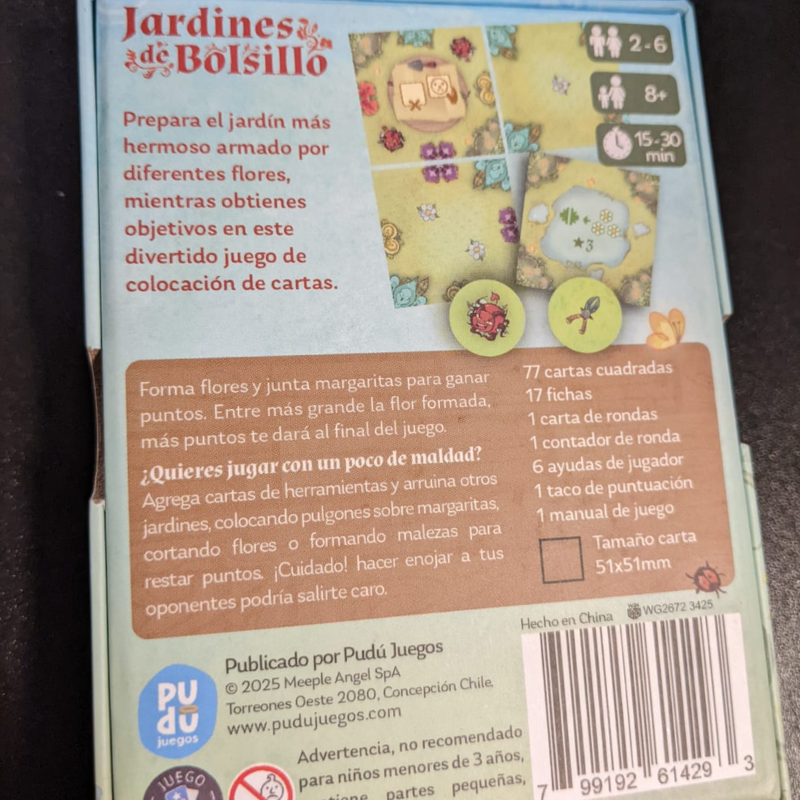 Jardines
de Bolsillo
2-6
8+
15-30
min
Prepara el jardín más
hermoso armado por
diferentes flores,
mientras obtienes
objetivos en este
divertido juego de
colocación de cartas.
3
Forma flores y junta margaritas para ganar
puntos. Entre más grande la flor formada,
más puntos te dará al final del juego.
¿Quieres jugar con un poco de maldad?
Agrega cartas de herramientas y arruina otros
jardines, colocando pulgones sobre margaritas,
cortando flores o formando malezas para
restar puntos. ¡Cuidado! hacer enojar a tus
oponentes podría salirte caro.
77 cartas cuadradas
17 fichas
1 carta de rondas
1 contador de ronda
6 ayudas de jugador
1 taco de puntuación
1 manual de juego
Tamaño carta
51x51mm
Hecho en China
WG2672 3425
PU
dú
juegos
Publicado por Pudú Juegos
© 2025 Meeple Angel SpA
Torreones Oeste 2080, Concepción Chile.
www.pudujuegos.com
JUEGO
Advertencia, no recomendado
para niños menores de 3 años,
partes pequeñas,
7 99192 61429 3